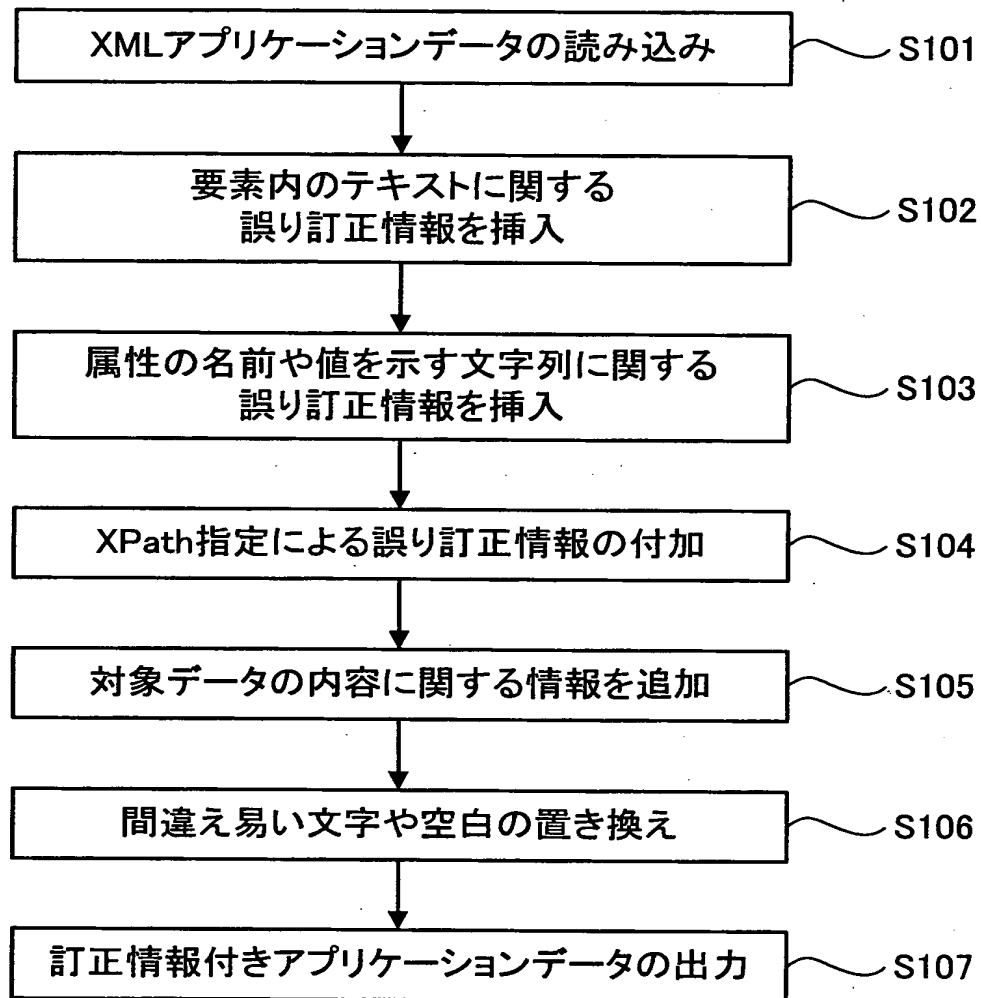 XMLアプリケーションデータの読み込み
S101
要素内のテキストに関する
誤り訂正情報を挿入
S102
属性の名前や値を示す文字列に関する
誤り訂正情報を挿入
S103
XPath指定による誤り訂正情報の付加
S104
対象データの内容に関する情報を追加
S105
間違え易い文字や空白の置き換え
S106
訂正情報付きアプリケーションデータの出力
S107